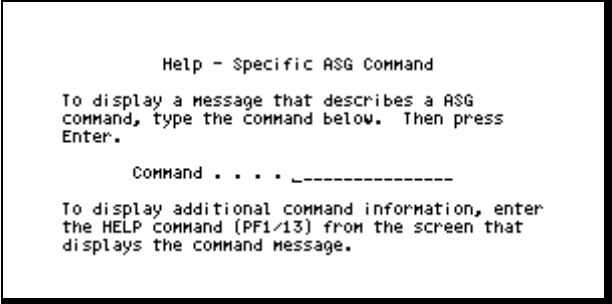 Help - Specific ASG Command
To display a message that describes a ASG
command, type the command below. Then press
Enter.
Command . . . . _______________
To display additional command information, enter
the HELP command (PF1/13) from the screen that
displays the command message.